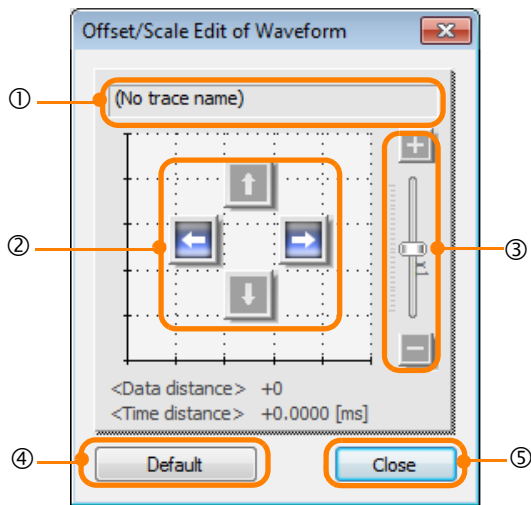 Offset/Scale Edit of Waveform
①
(No trace name)
②
③
<Data distance> +0
<Time distance> +0.0000 [ms]
④
Default
Close
⑤